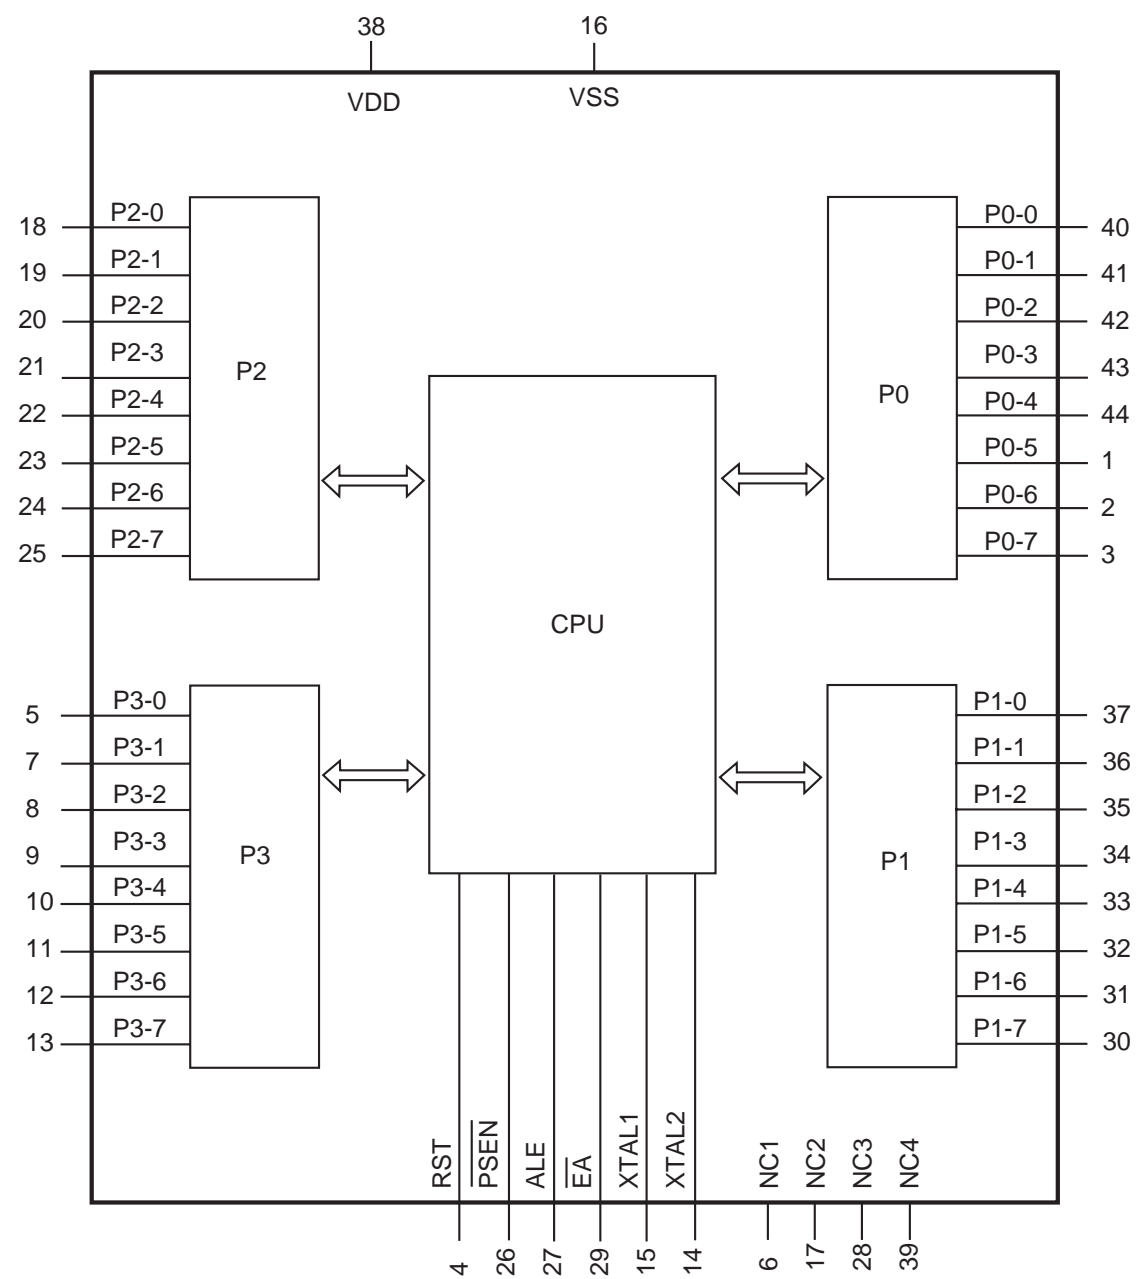 38 16
VDD VSS
18 P2-0
19 P2-1
20 P2-2
21 P2-3
22 P2-4
23 P2-5
24 P2-6
25 P2-7
P2
P0-0 40
P0-1 41
P0-2 42
P0-3 43
P0-4 44
P0-5 1
P0-6 2
P0-7 3
P0
CPU
5 P3-0
7 P3-1
8 P3-2
9 P3-3
10 P3-4
11 P3-5
12 P3-6
13 P3-7
P3
P1-0 37
P1-1 36
P1-2 35
P1-3 34
P1-4 33
P1-5 32
P1-6 31
P1-7 30
P1
RST
P̅S̅E̅N̅
ALE
E̅A̅
XTAL1
XTAL2
NC1
NC2
NC3
NC4
4
26
27
29
15
14
6
17
28
39